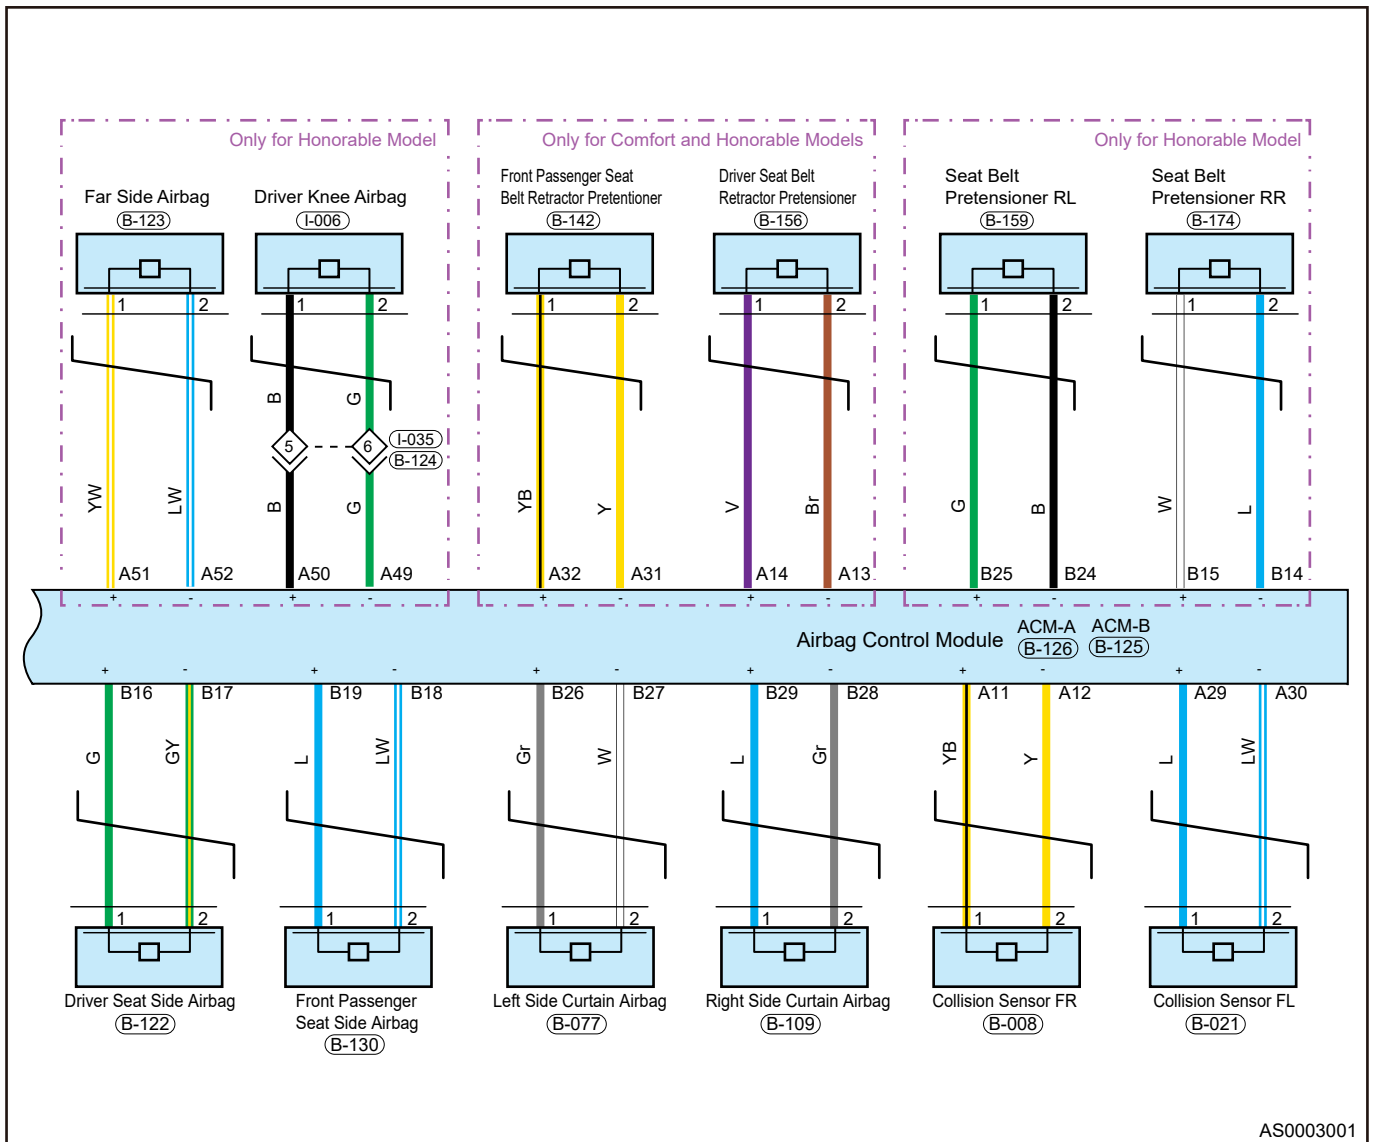 Only for Honorable Model
Only for Comfort and Honorable Models
Only for Honorable Model
Far Side Airbag
B-123
Driver Knee Airbag
I-006
Front Passenger Seat
Belt Retractor Pretentioner
B-142
Driver Seat Belt
Retractor Pretensioner
B-156
Seat Belt
Pretensioner RL
B-159
Seat Belt
Pretensioner RR
B-174
1 2 1 2 1 2 1 2 1 2 1 2
B G
5 6 I-035
B-124
YW LW B G YB Y V Br G B W L
A51 A52 A50 A49 A32 A31 A14 A13 B25 B24 B15 B14
+ - + - + - + - + - + -
Airbag Control Module
ACM-A
B-126
ACM-B
B-125
+ - + - + - + - + - + -
B16 B17 B19 B18 B26 B27 B29 B28 A11 A12 A29 A30
G GY L LW Gr W L Gr YB Y L LW
1 2 1 2 1 2 1 2 1 2 1 2
Driver Seat Side Airbag
B-122
Front Passenger
Seat Side Airbag
B-130
Left Side Curtain Airbag
B-077
Right Side Curtain Airbag
B-109
Collision Sensor FR
B-008
Collision Sensor FL
B-021
AS0003001